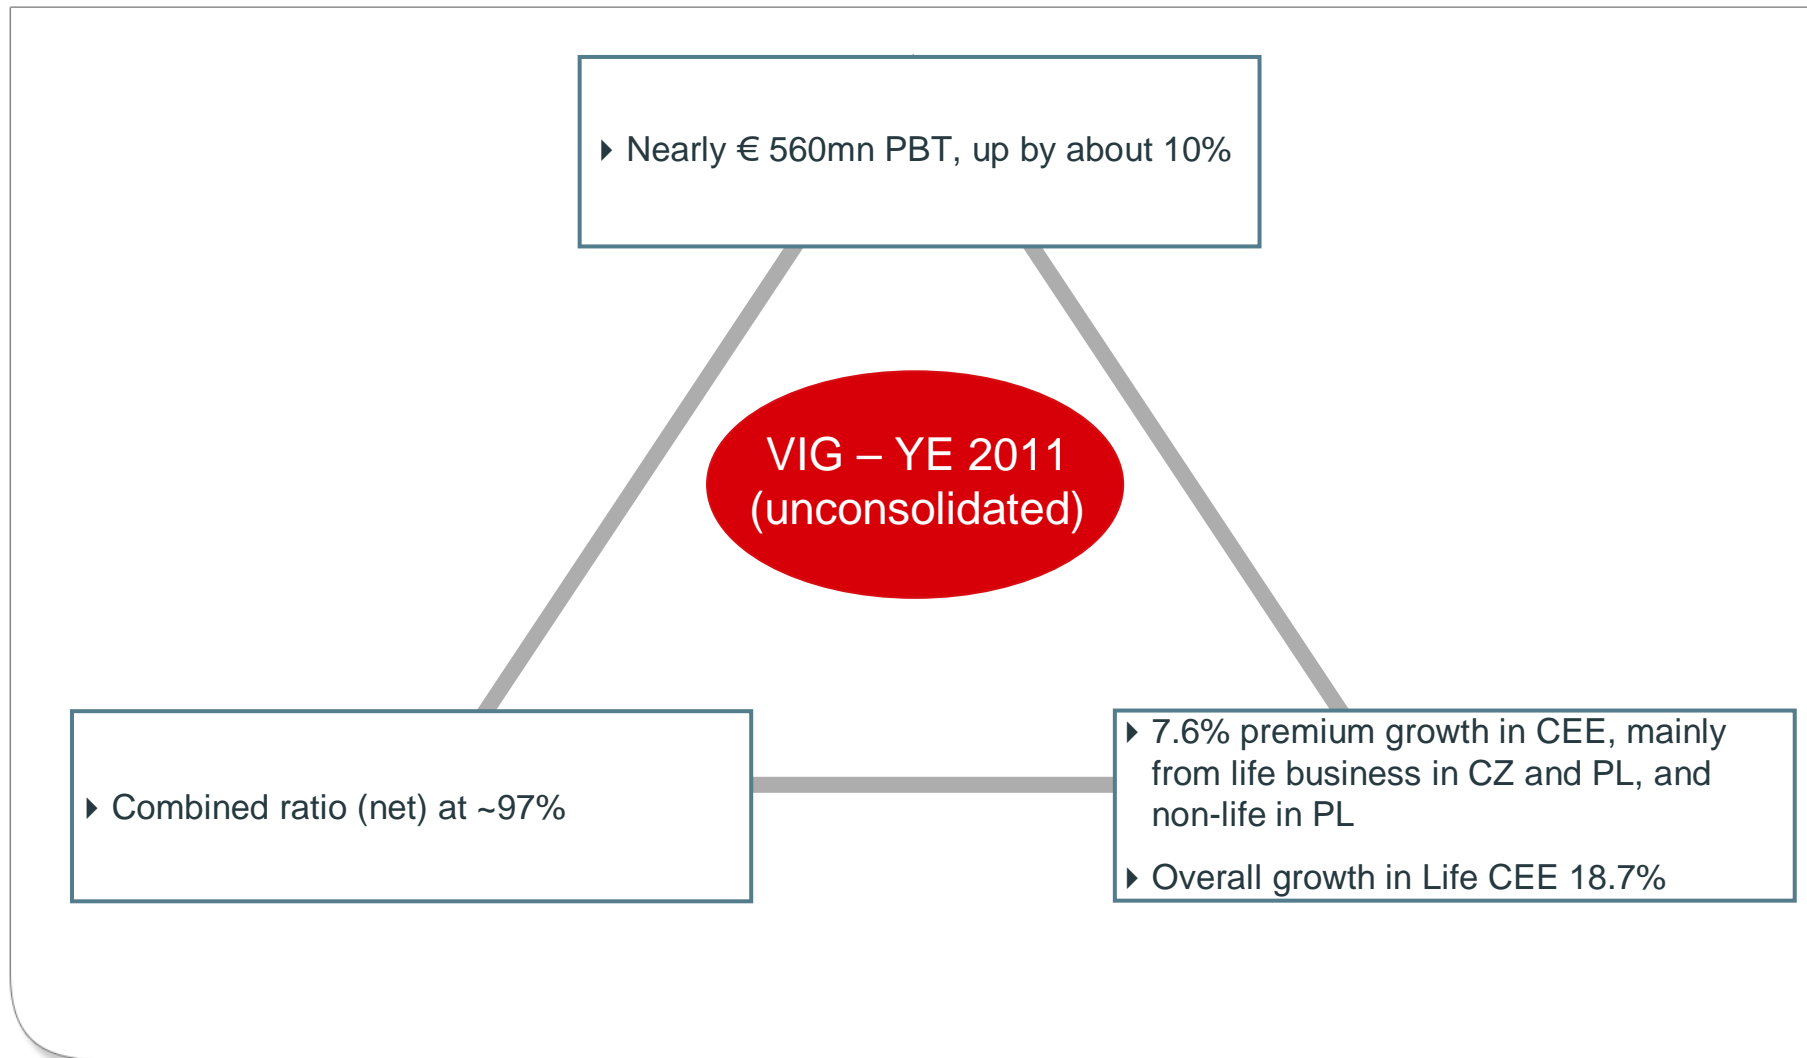 Nearly € 560mn PBT, up by about 10%
VIG – YE 2011
(unconsolidated)
Combined ratio (net) at ~97%
7.6% premium growth in CEE, mainly
from life business in CZ and PL, and
non-life in PL
Overall growth in Life CEE 18.7%